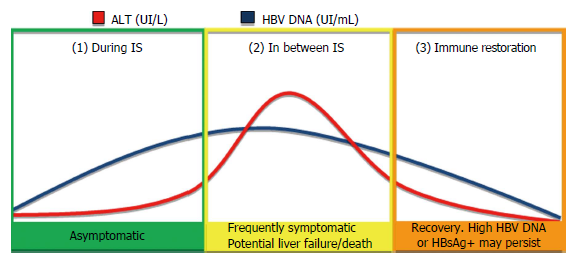 ALT (UI/L) HBV DNA (UI/mL)
(1) During IS (2) In between IS (3) Immune restoration
Asymptomatic
Frequently symptomatic
Potential liver failure/death
Recovery. High HBV DNA
or HBsAg+ may persist